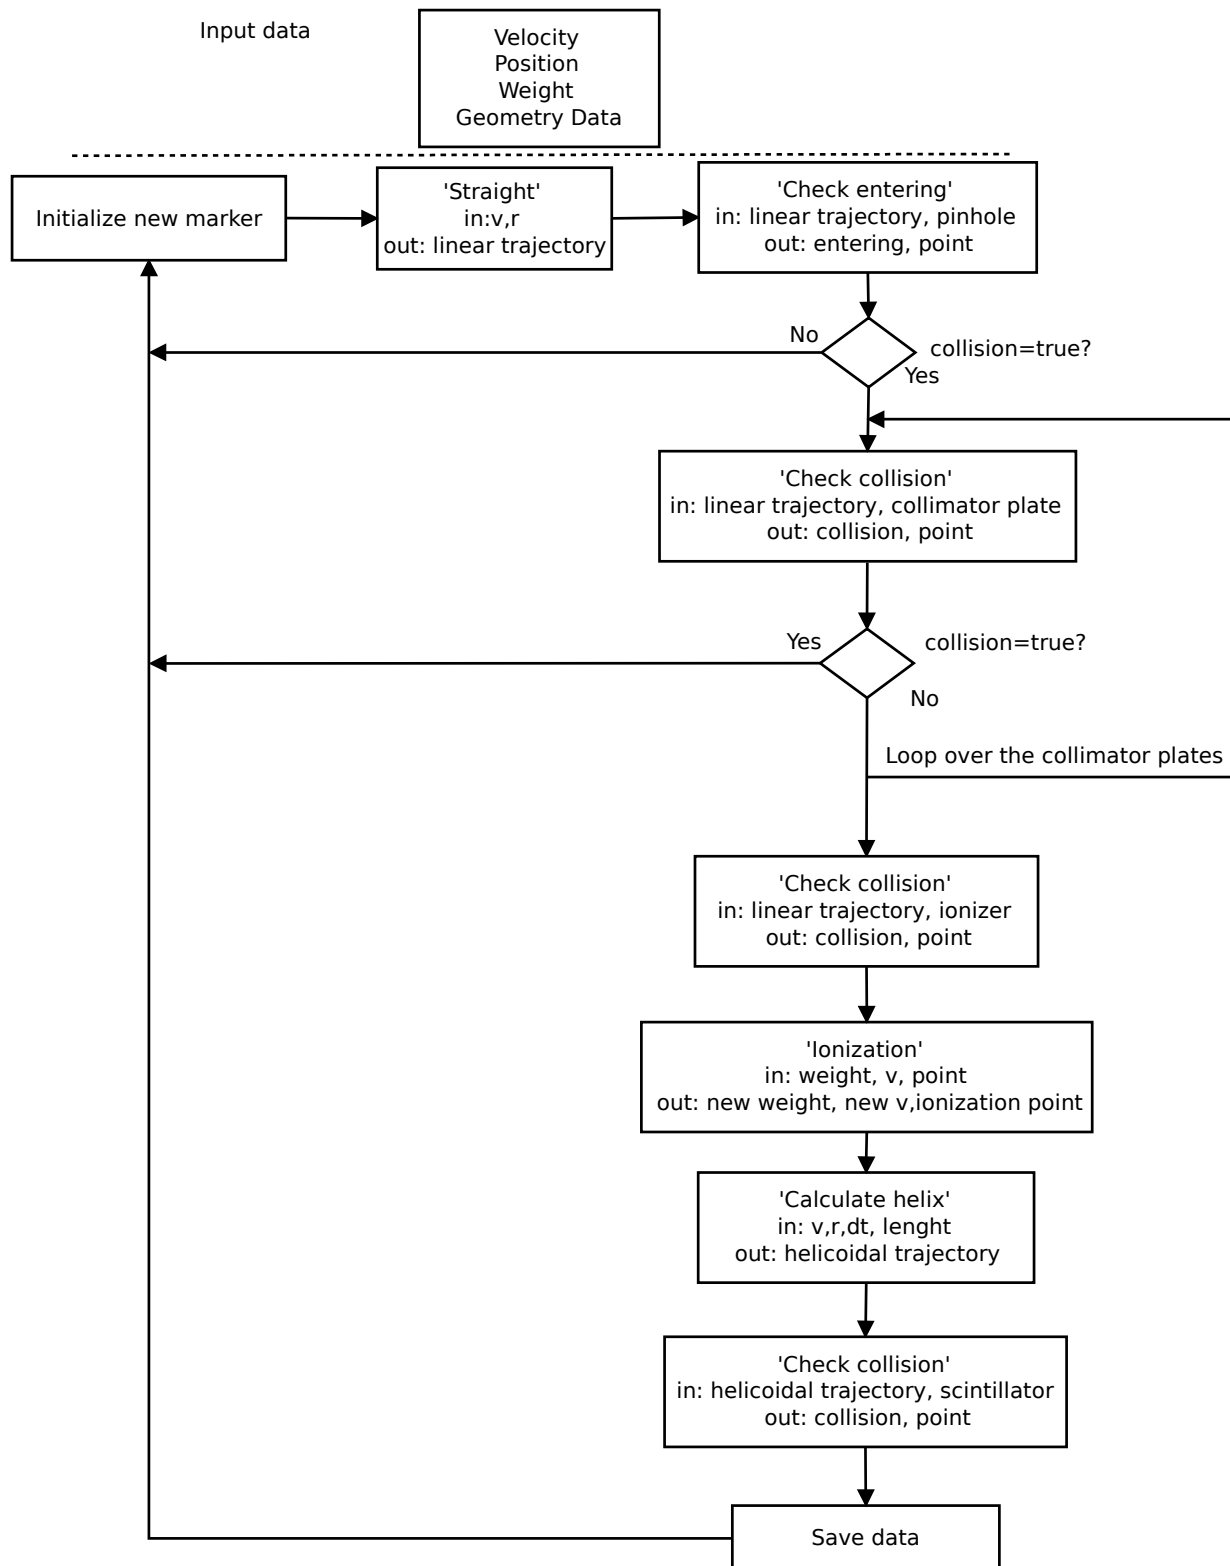 Input data
Velocity
Position
Weight
Geometry Data
Initialize new marker
'Straight'
in:v,r
out: linear trajectory
'Check entering'
in: linear trajectory, pinhole
out: entering, point
No
collision=true?
Yes
'Check collision'
in: linear trajectory, collimator plate
out: collision, point
Yes
collision=true?
No
Loop over the collimator plates
'Check collision'
in: linear trajectory, ionizer
out: collision, point
'Ionization'
in: weight, v, point
out: new weight, new v,ionization point
'Calculate helix'
in: v,r,dt, lenght
out: helicoidal trajectory
'Check collision'
in: helicoidal trajectory, scintillator
out: collision, point
Save data